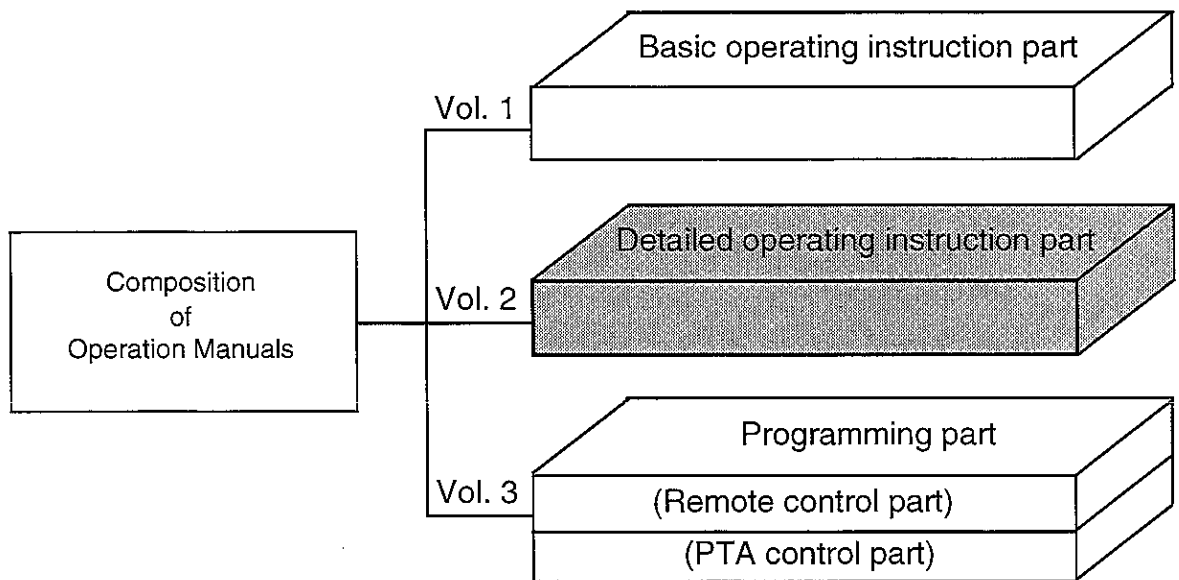 Basic operating instruction part
Vol. 1
Detailed operating instruction part
Composition
of
Operation Manuals
Vol. 2
Programming part
Vol. 3
(Remote control part)
(PTA control part)